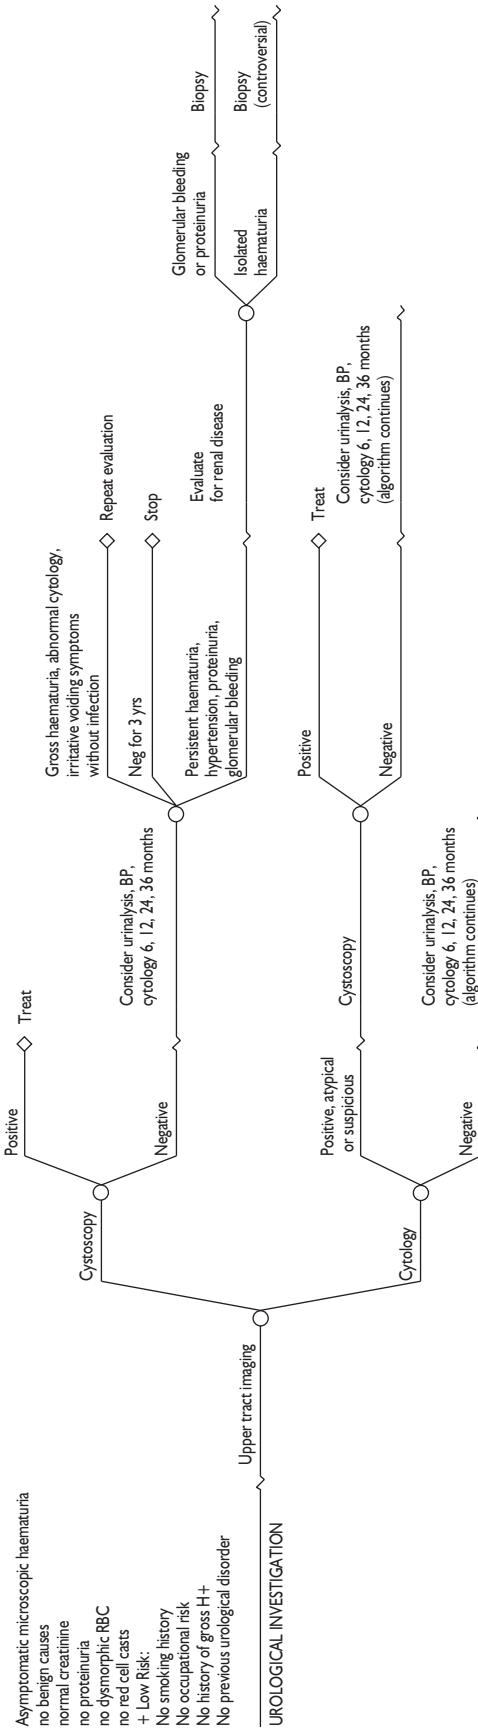 Asymptomatic microscopic haematuria
no benign causes
normal creatinine
no proteinuria
no dysmorphic RBC
no red cell casts
+ Low Risk:
No smoking history
No occupational risk
No history of gross H+
No previous urological disorder
UROLOGICAL INVESTIGATION
Upper tract imaging
Cystoscopy
Positive
Treat
Negative
Consider urinalysis, BP,
cytology 6, 12, 24, 36 months
Gross haematuria, abnormal cytology,
irritative voiding symptoms
without infection
Repeat evaluation
Neg for 3 yrs
Stop
Persistent haematuria,
hypertension, proteinuria,
glomerular bleeding
Evaluate
for renal disease
Glomerular bleeding
or proteinuria
Biopsy
Isolated
haematuria
Biopsy
(controversial)
Cytology
Positive, atypical
or suspicious
Cystoscopy
Positive
Treat
Negative
Consider urinalysis, BP,
cytology 6, 12, 24, 36 months
(algorithm continues)
Negative
Consider urinalysis, BP,
cytology 6, 12, 24, 36 months
(algorithm continues)